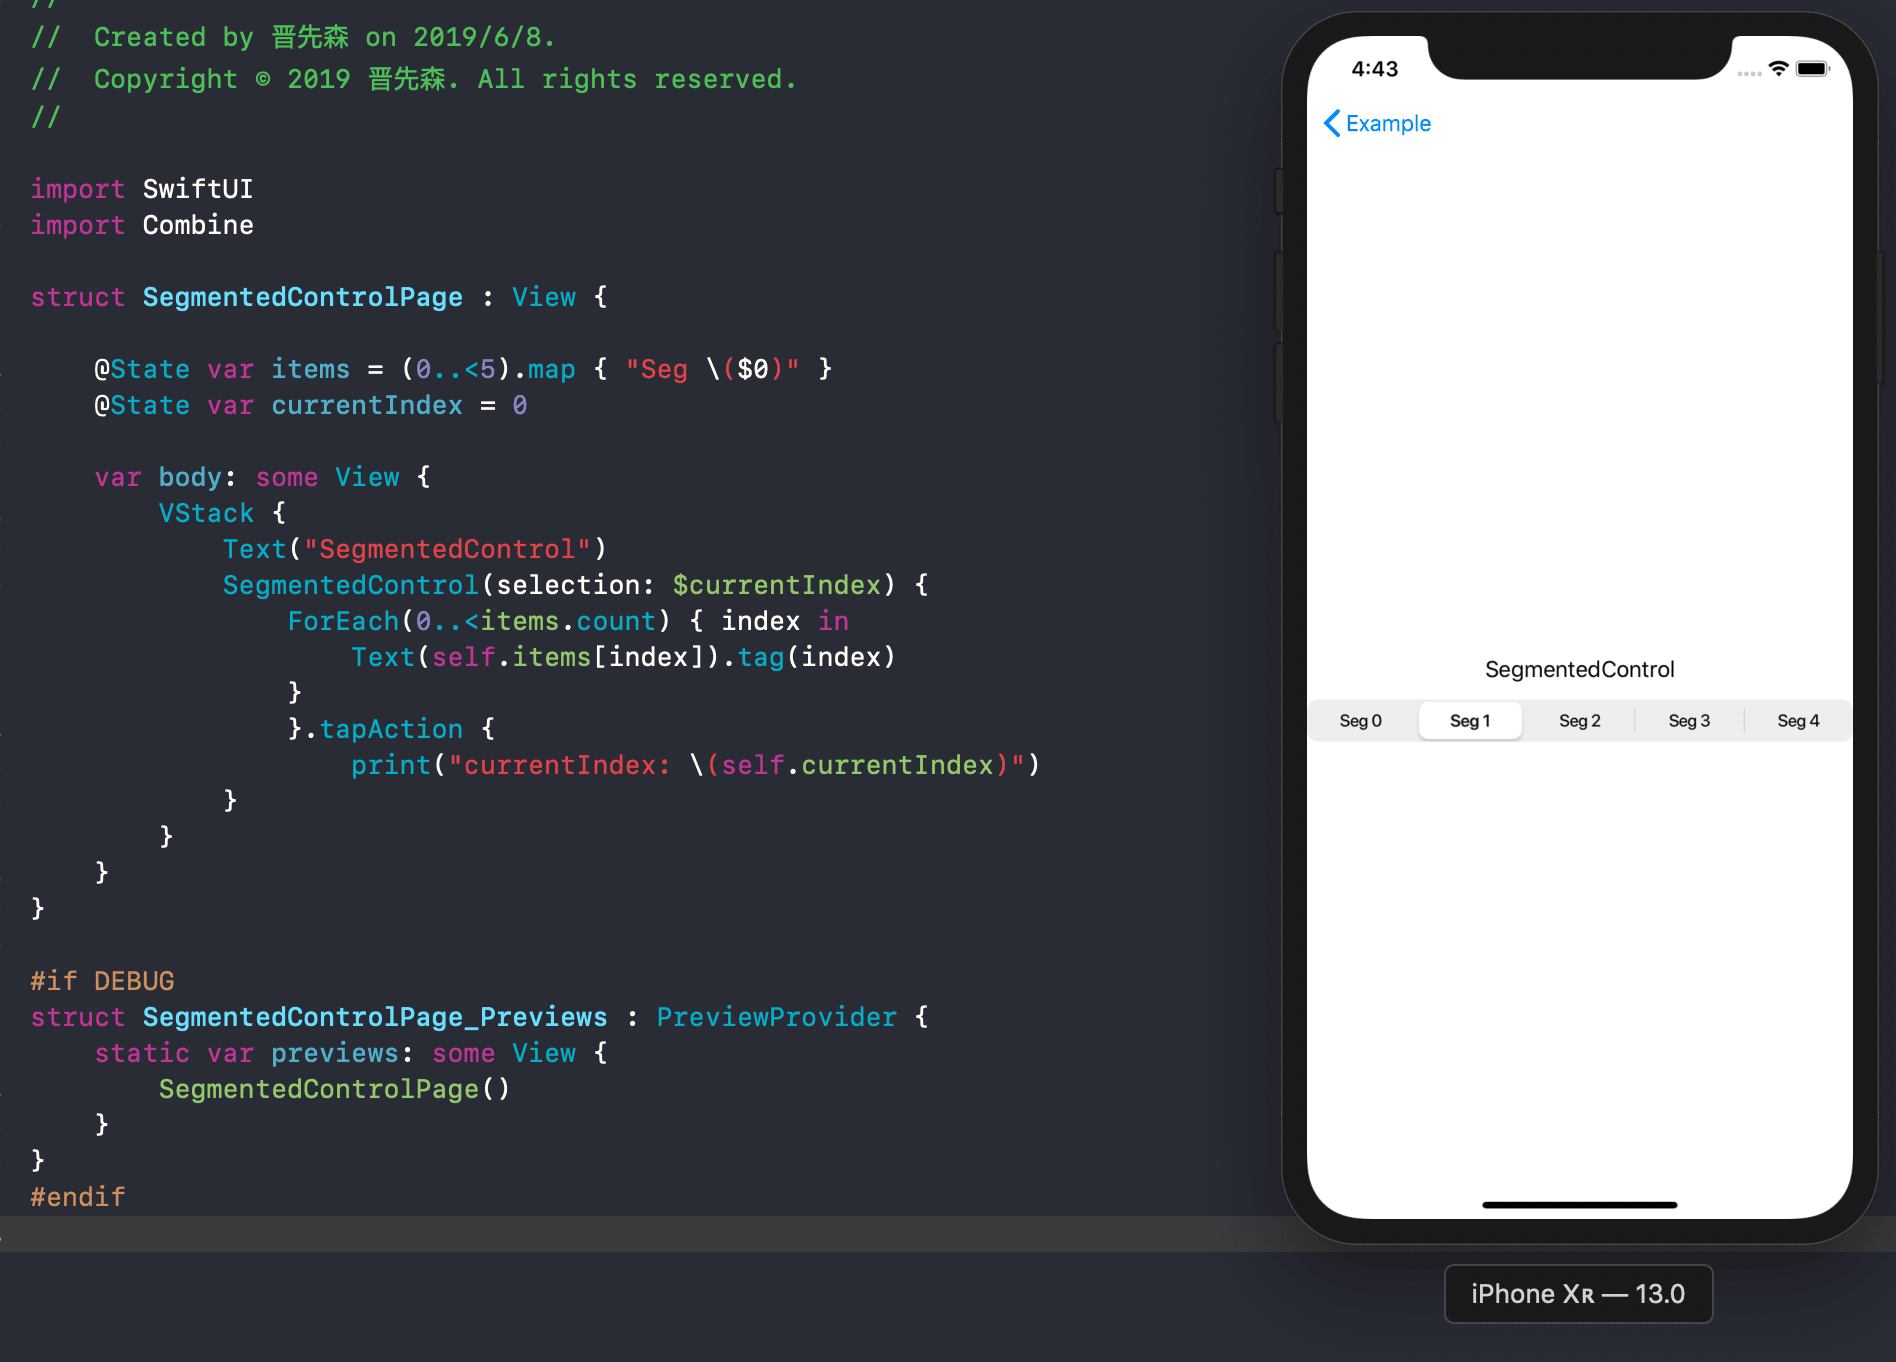 //
//  Created by 晋先森 on 2019/6/8.
//  Copyright © 2019 晋先森. All rights reserved.
//
import SwiftUI
import Combine
struct SegmentedControlPage : View {
    @State var items = (0..<5).map { "Seg \($0)" }
    @State var currentIndex = 0
    var body: some View {
        VStack {
            Text("SegmentedControl")
            SegmentedControl(selection: $currentIndex) {
                ForEach(0..<items.count) { index in
                    Text(self.items[index]).tag(index)
                }
                }.tapAction {
                    print("currentIndex: \(self.currentIndex)")
            }
        }
    }
}
#if DEBUG
struct SegmentedControlPage_Previews : PreviewProvider {
    static var previews: some View {
        SegmentedControlPage()
    }
}
#endif
4:43
Example
SegmentedControl
Seg 0 Seg 1 Seg 2 Seg 3 Seg 4
iPhone Xʀ — 13.0